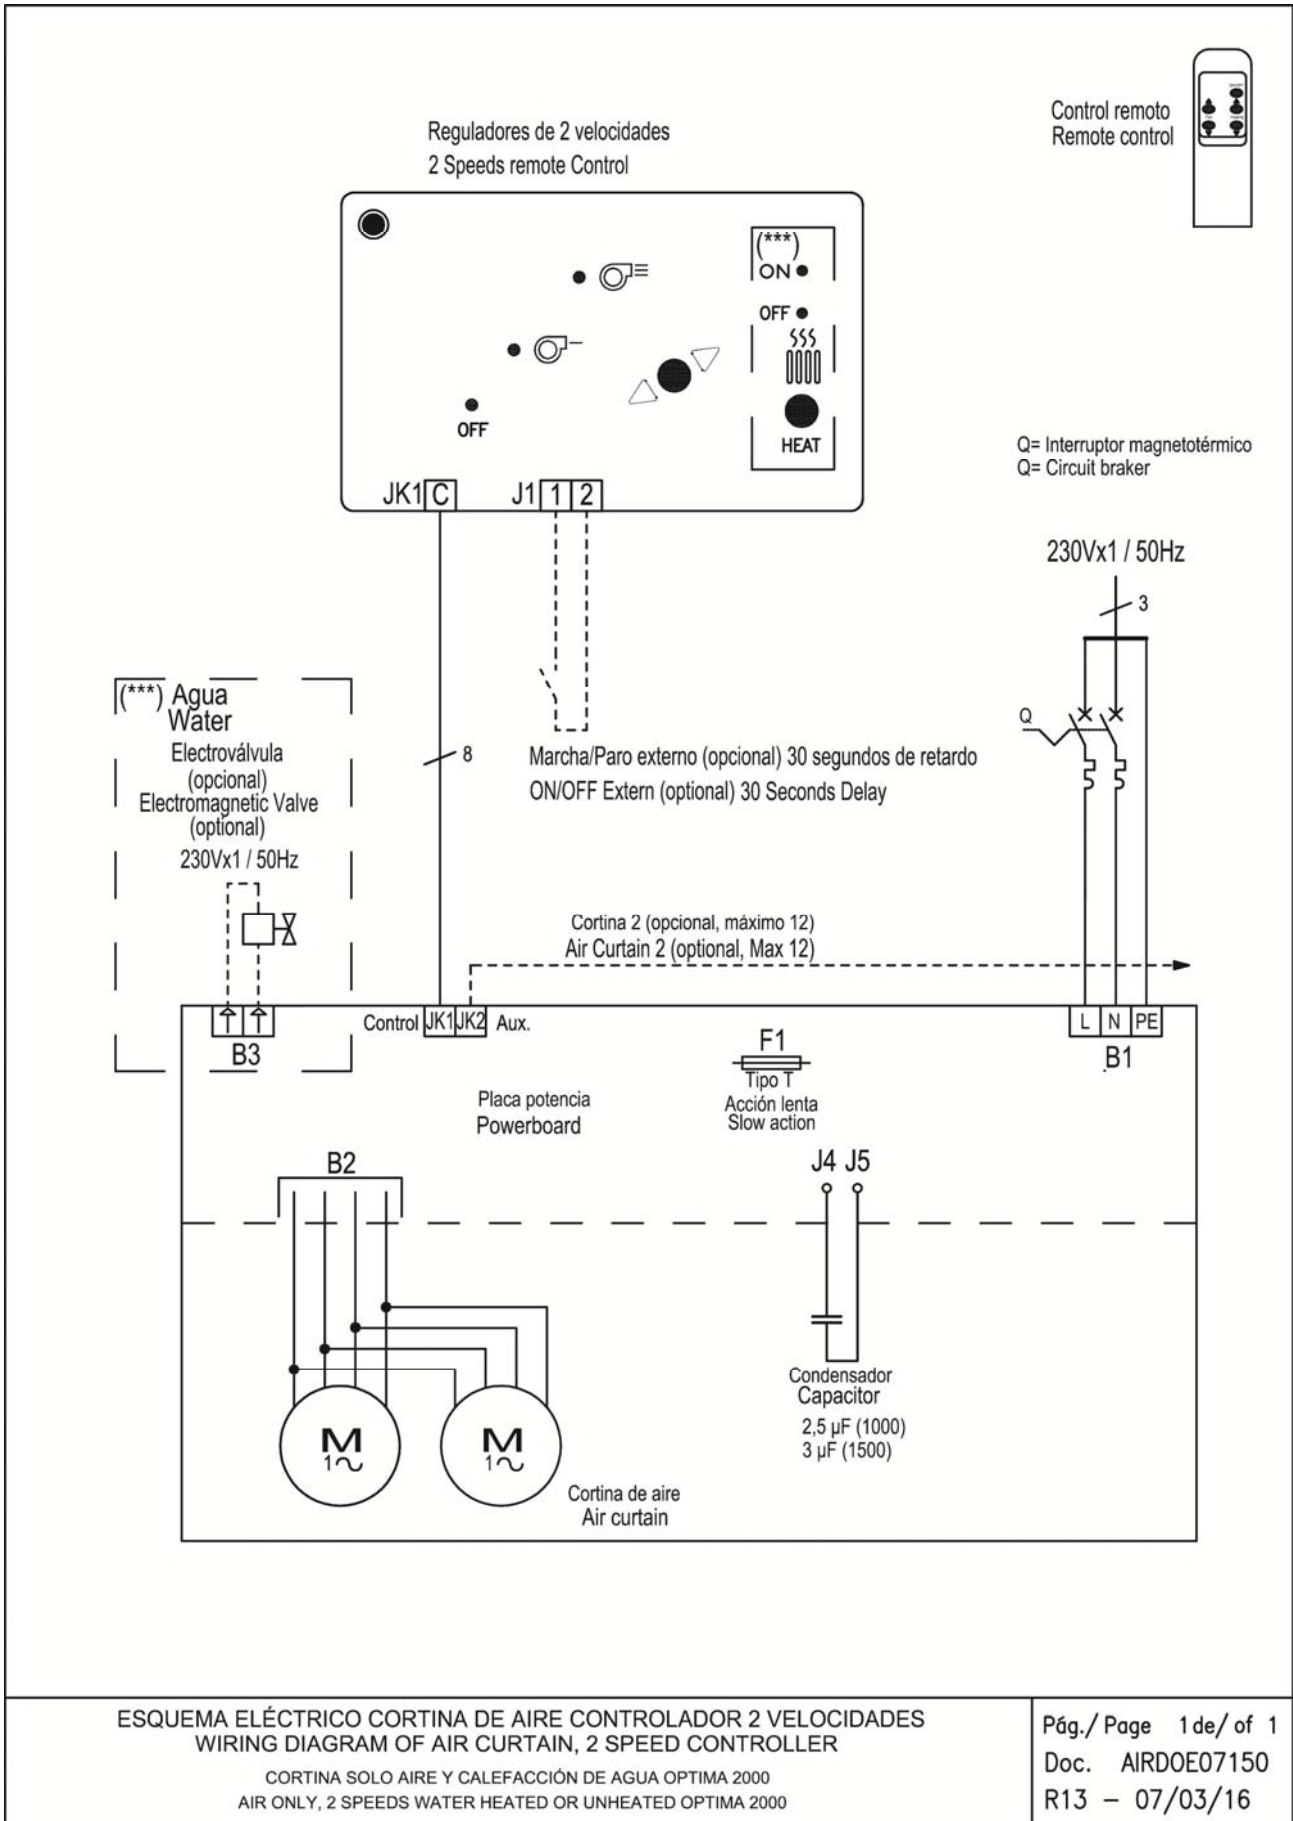 Control remoto
Remote control
Reguladores de 2 velocidades
2 Speeds remote Control
(***)
ON
OFF
HEAT
OFF
JK1 C
J1 1 2
Q= Interruptor magnetotérmico
Q= Circuit braker
230Vx1 / 50Hz
3
Q
(***) Agua
Water
Electroválvula
(opcional)
Electromagnetic Valve
(optional)
230Vx1 / 50Hz
8
Marcha/Paro externo (opcional) 30 segundos de retardo
ON/OFF Extern (optional) 30 Seconds Delay
Cortina 2 (opcional, máximo 12)
Air Curtain 2 (optional, Max 12)
B3
Control JK1 JK2 Aux.
L N PE
B1
F1
Tipo T
Acción lenta
Slow action
Placa potencia
Powerboard
B2
J4 J5
Condensador
Capacitor
2,5 µF (1000)
3 µF (1500)
M
1
M
1
Cortina de aire
Air curtain
ESQUEMA ELÉCTRICO CORTINA DE AIRE CONTROLADOR 2 VELOCIDADES
WIRING DIAGRAM OF AIR CURTAIN, 2 SPEED CONTROLLER
CORTINA SOLO AIRE Y CALEFACCIÓN DE AGUA OPTIMA 2000
AIR ONLY, 2 SPEEDS WATER HEATED OR UNHEATED OPTIMA 2000
Pág./ Page 1 de/ of 1
Doc. AIRDOE07150
R13 – 07/03/16